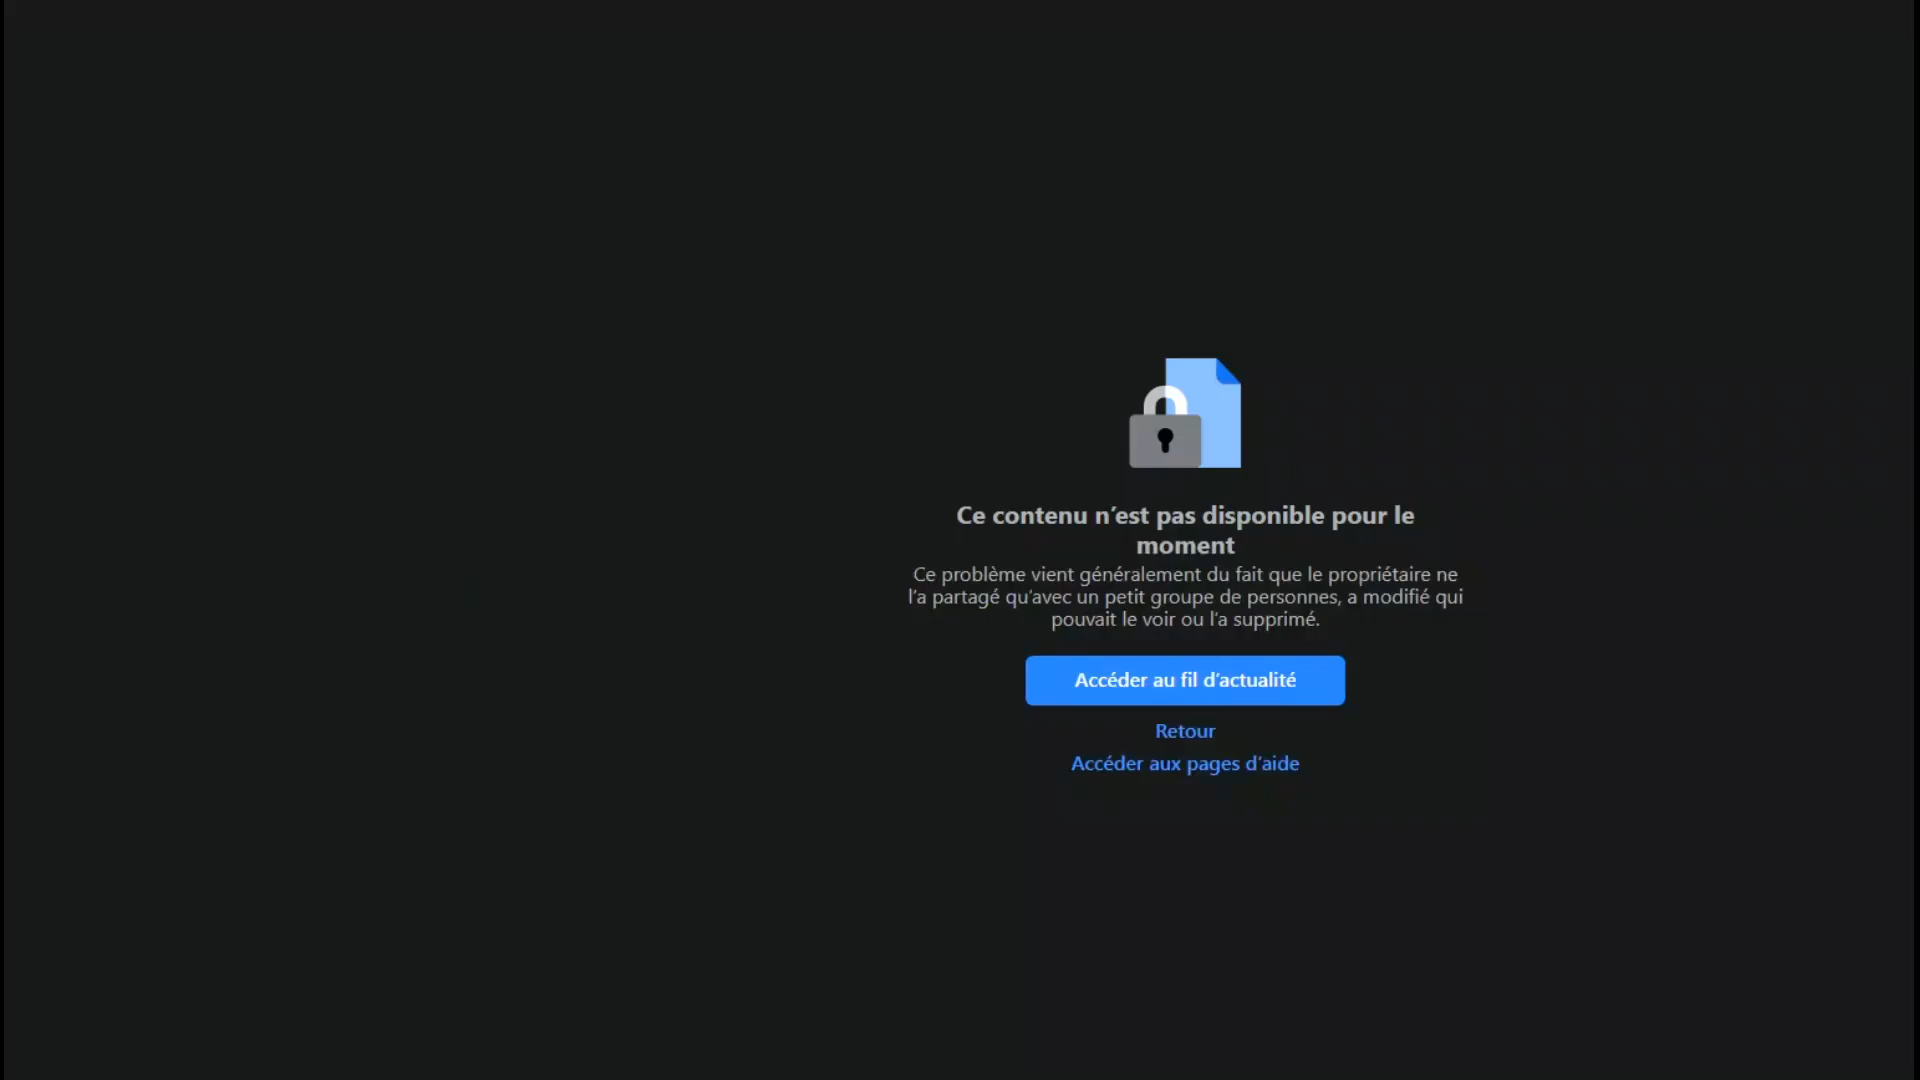 Ce contenu n’est pas disponible pour le
moment
Ce problème vient généralement du fait que le propriétaire ne
l’a partagé qu’avec un petit groupe de personnes, a modifié qui
pouvait le voir ou l’a supprimé.
Accéder au fil d’actualité
Retour
Accéder aux pages d’aide